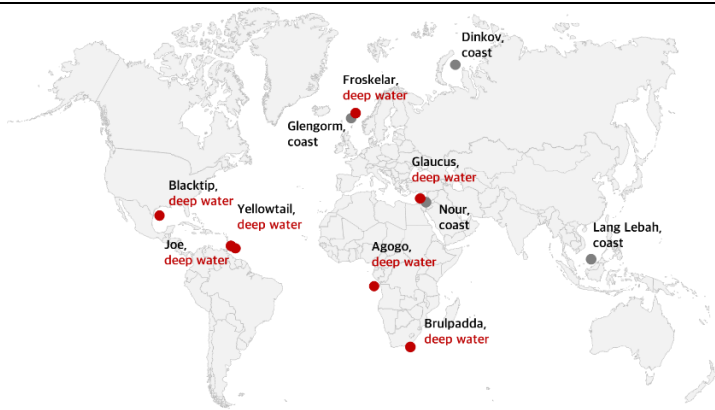 Dinkov,
coast
Froskelar,
deep water
Glengorm,
coast
Glaucus,
deep water
Blacktip,
deep water
Yellowtail,
deep water
Nour,
coast
Lang Lebah,
coast
Joe,
deep water
Agogo,
deep water
Brulpadda,
deep water